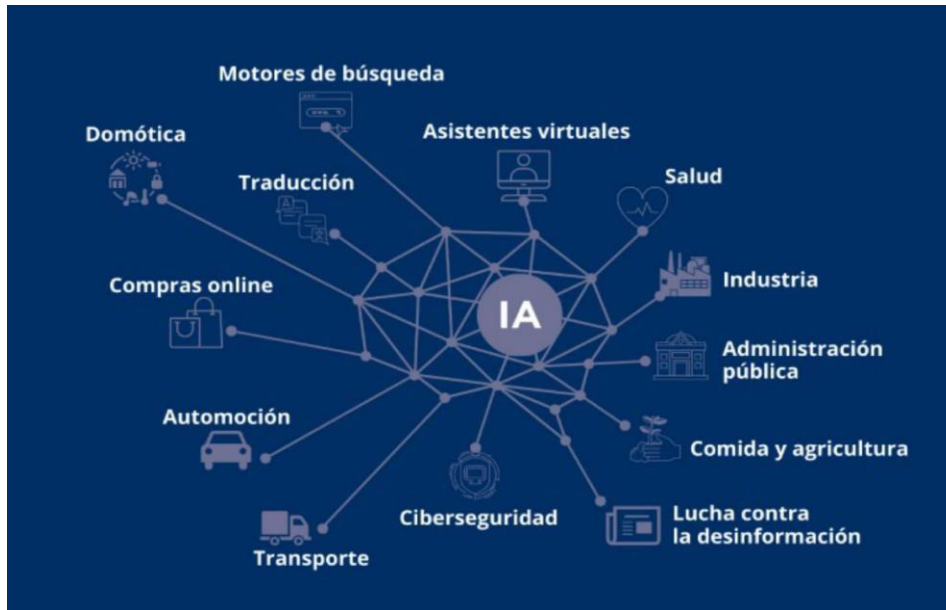 Motores de búsqueda
Domótica
Asistentes virtuales
Traducción
Salud
Compras online
IA
Industria
Administración
pública
Automoción
Comida y agricultura
Ciberseguridad
Lucha contra
la desinformación
Transporte